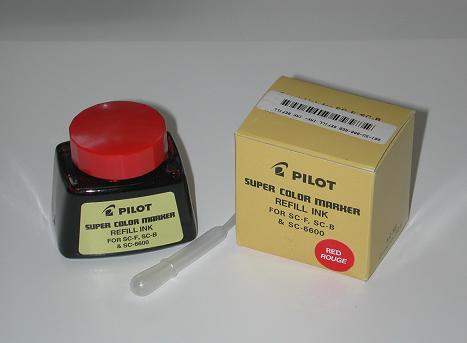 PILOT
SUPER COLOR MARKER
REFILL INK
FOR SC-F, SC-B
& SC-6600
PILOT
SUPER COLOR MARKER
REFILL INK
FOR SC-F, SC-B
& SC-6600
RED
ROUGE